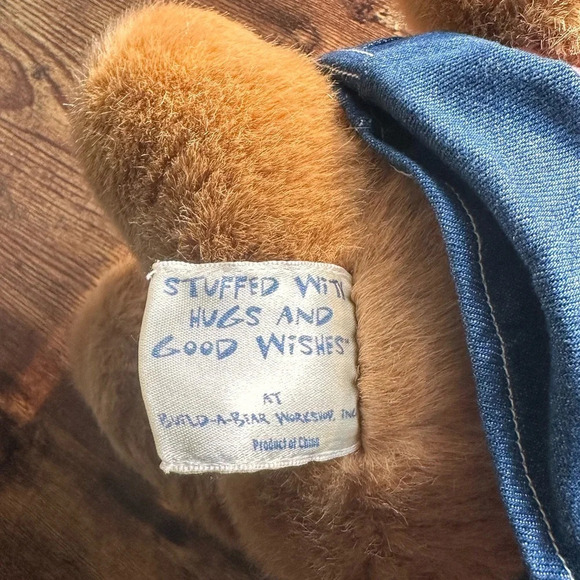 STUFFED WITH
HUGS AND
GOOD WISHES™
AT
BUILD-A-BEAR WORKSHOP, INC
Product of China